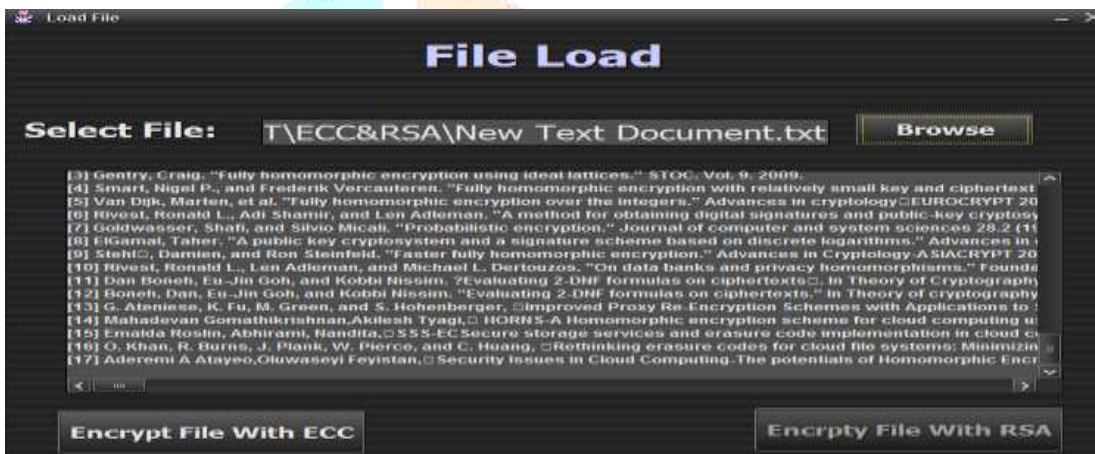 Load File
File Load
Select File: T\ECC&RSA\New Text Document.txt Browse
[3] Gentry, Craig. "Fully homomorphic encryption using ideal lattices." STOC. Vol. 9. 2009.
[4] Smart, Nigel P., and Frederik Vercauteren. "Fully homomorphic encryption with relatively small key and ciphertext
[5] Van Dijk, Marten, et al. "Fully homomorphic encryption over the integers." Advances in cryptology□EUROCRYPT 20
[6] Rivest, Ronald L., Adi Shamir, and Len Adleman. "A method for obtaining digital signatures and public-key cryptosy
[7] Goldwasser, Shafi, and Silvio Micali. "Probabilistic encryption." Journal of computer and system sciences 28.2 (19
[8] ElGamal, Taher. "A public key cryptosystem and a signature scheme based on discrete logarithms." Advances in
[9] Stehl□, Damien, and Ron Steinfeld. "Faster fully homomorphic encryption." Advances in Cryptology-ASIACRYPT 20
[10] Rivest, Ronald L., Len Adleman, and Michael L. Dertouzos. "On data banks and privacy homomorphisms." Founda
[11] Dan Boneh, Eu-Jin Goh, and Kobbi Nissim. ?Evaluating 2-DNF formulas on ciphertexts□. In Theory of Cryptography
[12] Boneh, Dan, Eu-Jin Goh, and Kobbi Nissim. "Evaluating 2-DNF formulas on ciphertexts." In Theory of cryptography
[13] G. Ateniese, K. Fu, M. Green, and S. Hohenberger, □Improved Proxy Re-Encryption Schemes with Applications to
[14] Mahadevan Gomathikrishnan,Akilesh Tyagi,□ HORNS-A Homomorphic encryption scheme for cloud computing u
[15] Ernalda Roslin, Abhirami, Nandita,□ SSS-EC Secure storage services and erasure code implementation in cloud
[16] O. Khan, R. Burns, J. Plank, W. Pierce, and C. Huang, □Rethinking erasure codes for cloud file systems: Minimizin
[17] Aderemi A Atayeo,Oluwaseyi Feyistan,□ Security Issues in Cloud Computing.The potentials of Homomorphic Encr
Encrypt File With ECC Encrpty File With RSA